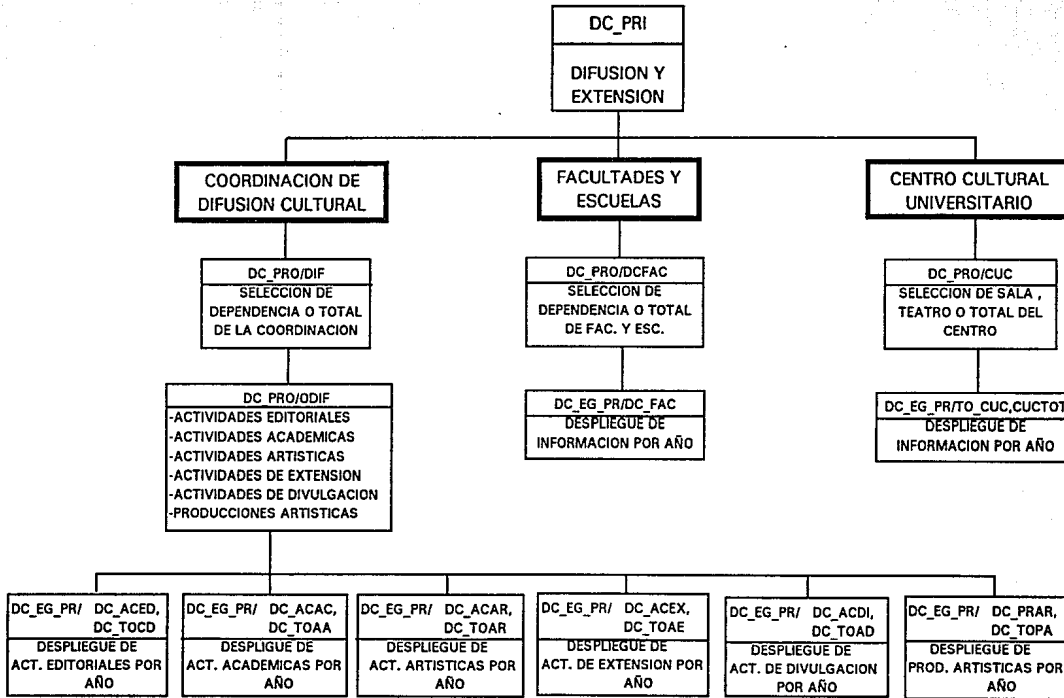 DC_PRI
DIFUSION Y
EXTENSION
COORDINACION DE
DIFUSION CULTURAL
FACULTADES Y
ESCUELAS
CENTRO CULTURAL
UNIVERSITARIO
DC_PRO/DIF
SELECCION DE
DEPENDENCIA O TOTAL
DE LA COORDINACION
DC_PRO/DCFAC
SELECCION DE
DEPENDENCIA O TOTAL
DE FAC. Y ESC.
DC_PRO/CUC
SELECCION DE SALA ,
TEATRO O TOTAL DEL
CENTRO
DC_PRO/ODIF
-ACTIVIDADES EDITORIALES
-ACTIVIDADES ACADEMICAS
-ACTIVIDADES ARTISTICAS
-ACTIVIDADES DE EXTENSION
-ACTIVIDADES DE DIVULGACION
-PRODUCCIONES ARTISTICAS
DC_EG_PR/DC_FAC
DESPLIEGUE DE
INFORMACION POR AÑO
DC_EG_PR/TO_CUC,CUCTOT
DESPLIEGUE DE
INFORMACION POR AÑO
DC_EG_PR/ DC_ACED,
DC_TOCD
DESPLIEGUE DE
ACT. EDITORIALES POR
AÑO
DC_EG_PR/ DC_ACAC,
DC_TOAA
DESPLIGUE DE
ACT. ACADEMICAS POR
AÑO
DC_EG_PR/ DC_ACAR,
DC_TOAR
DESPLIEGUE DE
ACT. ARTISTICAS POR
AÑO
DC_EG_PR/ DC_ACEX,
DC_TOAE
DESPLIEGUE DE
ACT. DE EXTENSION POR
AÑO
DC_EG_PR/ DC_ACDI,
DC_TOAD
DESPLIEGUE DE
ACT. DE DIVULGACION
POR AÑO
DC_EG_PR/ DC_PRAR,
DC_TOPA
DESPLIEGUE DE
PROD. ARTISTICAS POR
AÑO